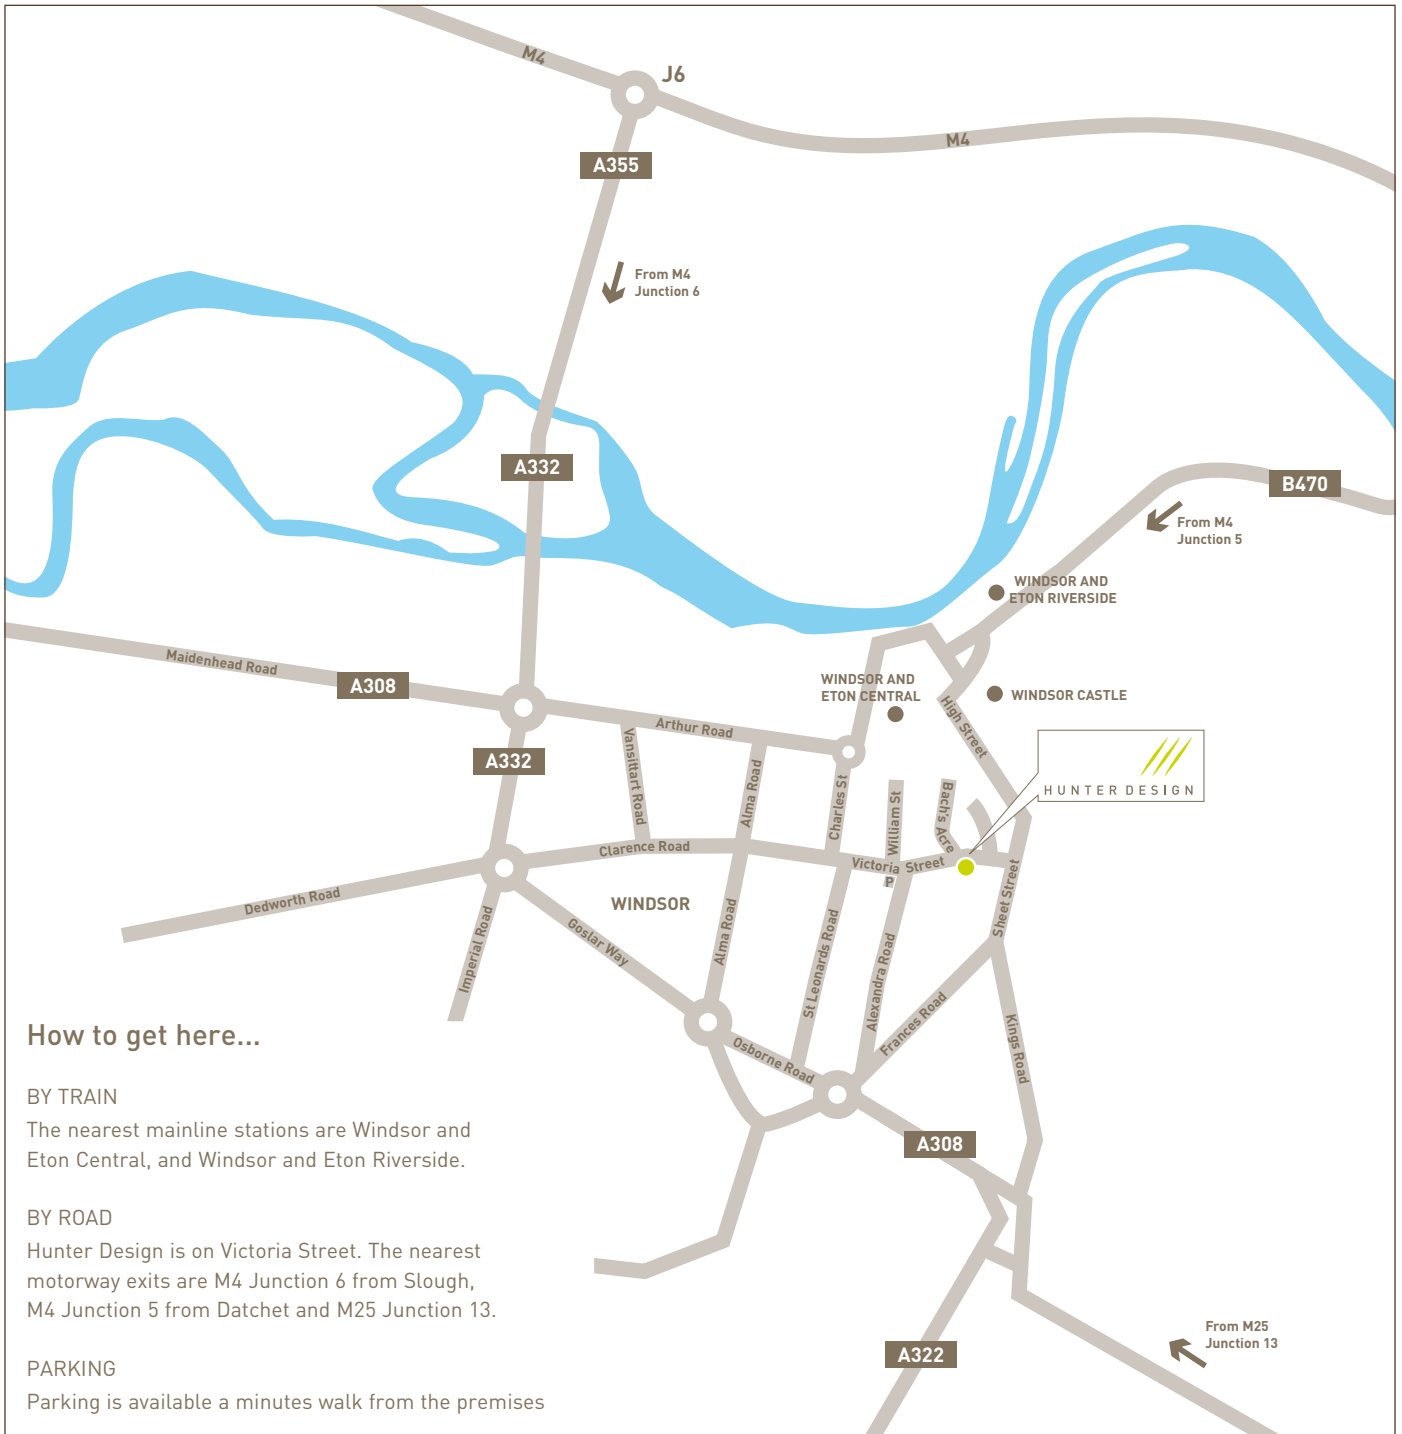 M4
J6
M4
A355
From M4
Junction 6
A332
B470
From M4
Junction 5
WINDSOR AND
ETON RIVERSIDE
Maidenhead Road
A308
WINDSOR AND
ETON CENTRAL
WINDSOR CASTLE
High Street
Arthur Road
Vansittart Road
A332
Alma Road
Charles St
William St
Bach's Acre
HUNTER DESIGN
Clarence Road
Victoria Street
P
Sheet Street
Dedworth Road
WINDSOR
Imperial Road
Goslar Way
Alma Road
St Leonards Road
Alexandra Road
Frances Road
Kings Road
Osborne Road
A308
A322
From M25
Junction 13
How to get here...
BY TRAIN
The nearest mainline stations are Windsor and
Eton Central, and Windsor and Eton Riverside.
BY ROAD
Hunter Design is on Victoria Street. The nearest
motorway exits are M4 Junction 6 from Slough,
M4 Junction 5 from Datchet and M25 Junction 13.
PARKING
Parking is available a minutes walk from the premises